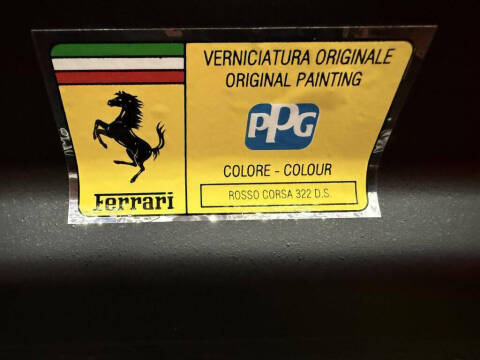 VERNICIATURA ORIGINALE
ORIGINAL PAINTING
PPG
COLORE - COLOUR
ROSSO CORSA 322 D.S.
Ferrari